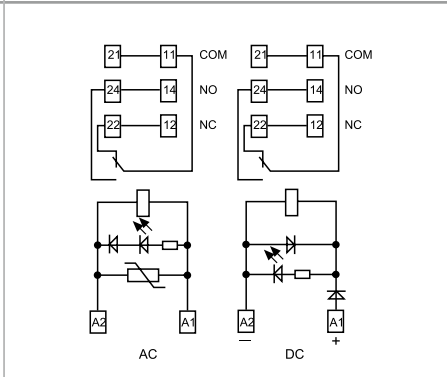 21 11 COM 21 11 COM
24 14 NO 24 14 NO
22 12 NC 22 12 NC
A2 A1 A2 A1
— +
AC DC